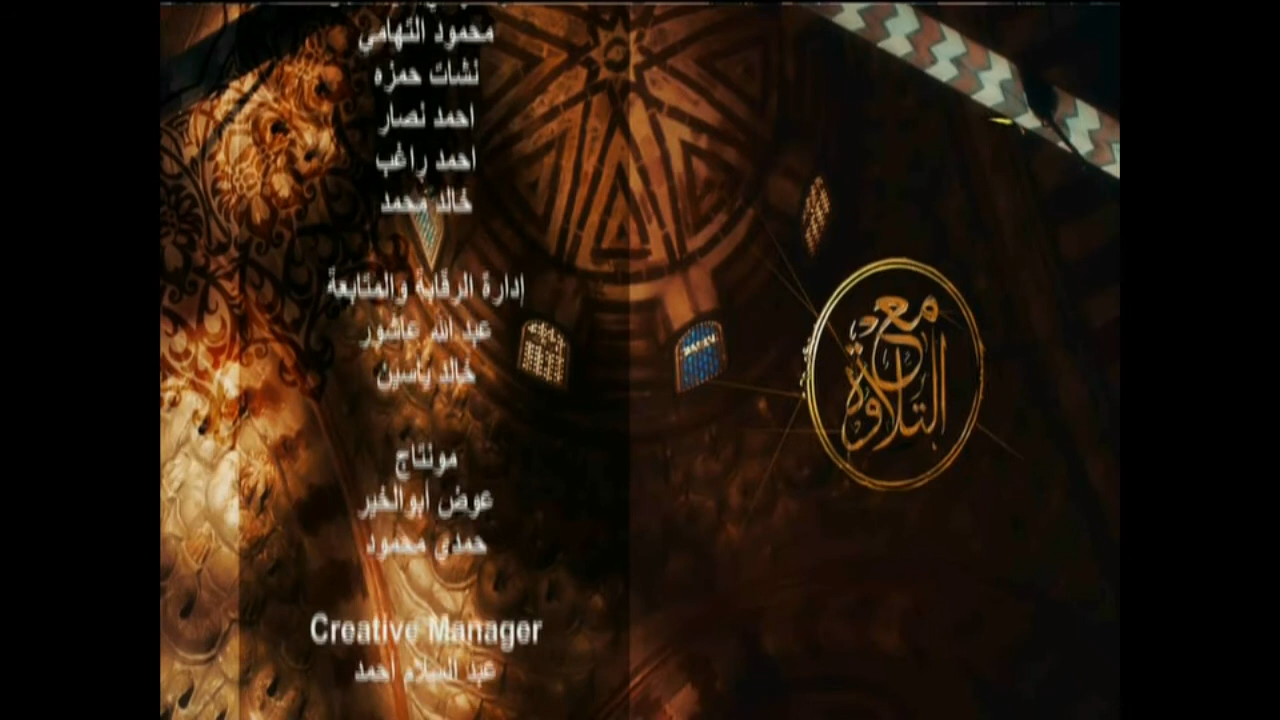 محمود التهامي
نشات حمزه
احمد نصار
احمد راغب
خالد محمد
إدارة الرقابة والمتابعة
عبد الله عاشور
خالد ياسين
مونتاج
عوض أبوالخير
حمدي محمود
Creative Manager
عبد السلام احمد
مع
التلاوة